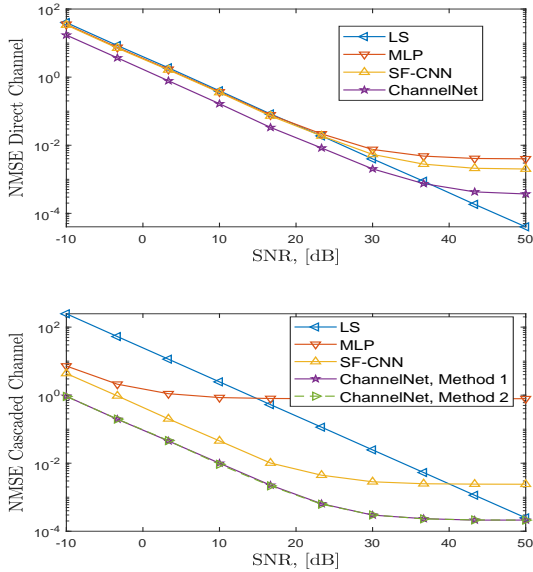 NMSE Direct Channel
10^2
10^0
10^-2
10^-4
LS
MLP
SF-CNN
ChannelNet
-10 0 10 20 30 40 50
SNR, [dB]
NMSE Cascaded Channel
10^2
10^0
10^-2
10^-4
LS
MLP
SF-CNN
ChannelNet, Method 1
ChannelNet, Method 2
-10 0 10 20 30 40 50
SNR, [dB]